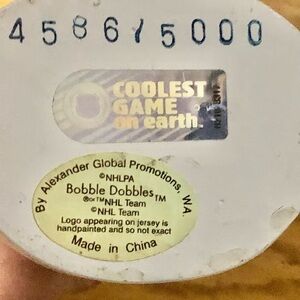 4586/5000
COOLEST
GAME
on earth.
By Alexander Global Promotions, WA
©NHLPA
Bobble Dobbles™
®or™NHL Team
©NHL Team
Logo appearing on jersey is
handpainted and so not exact
Made in China